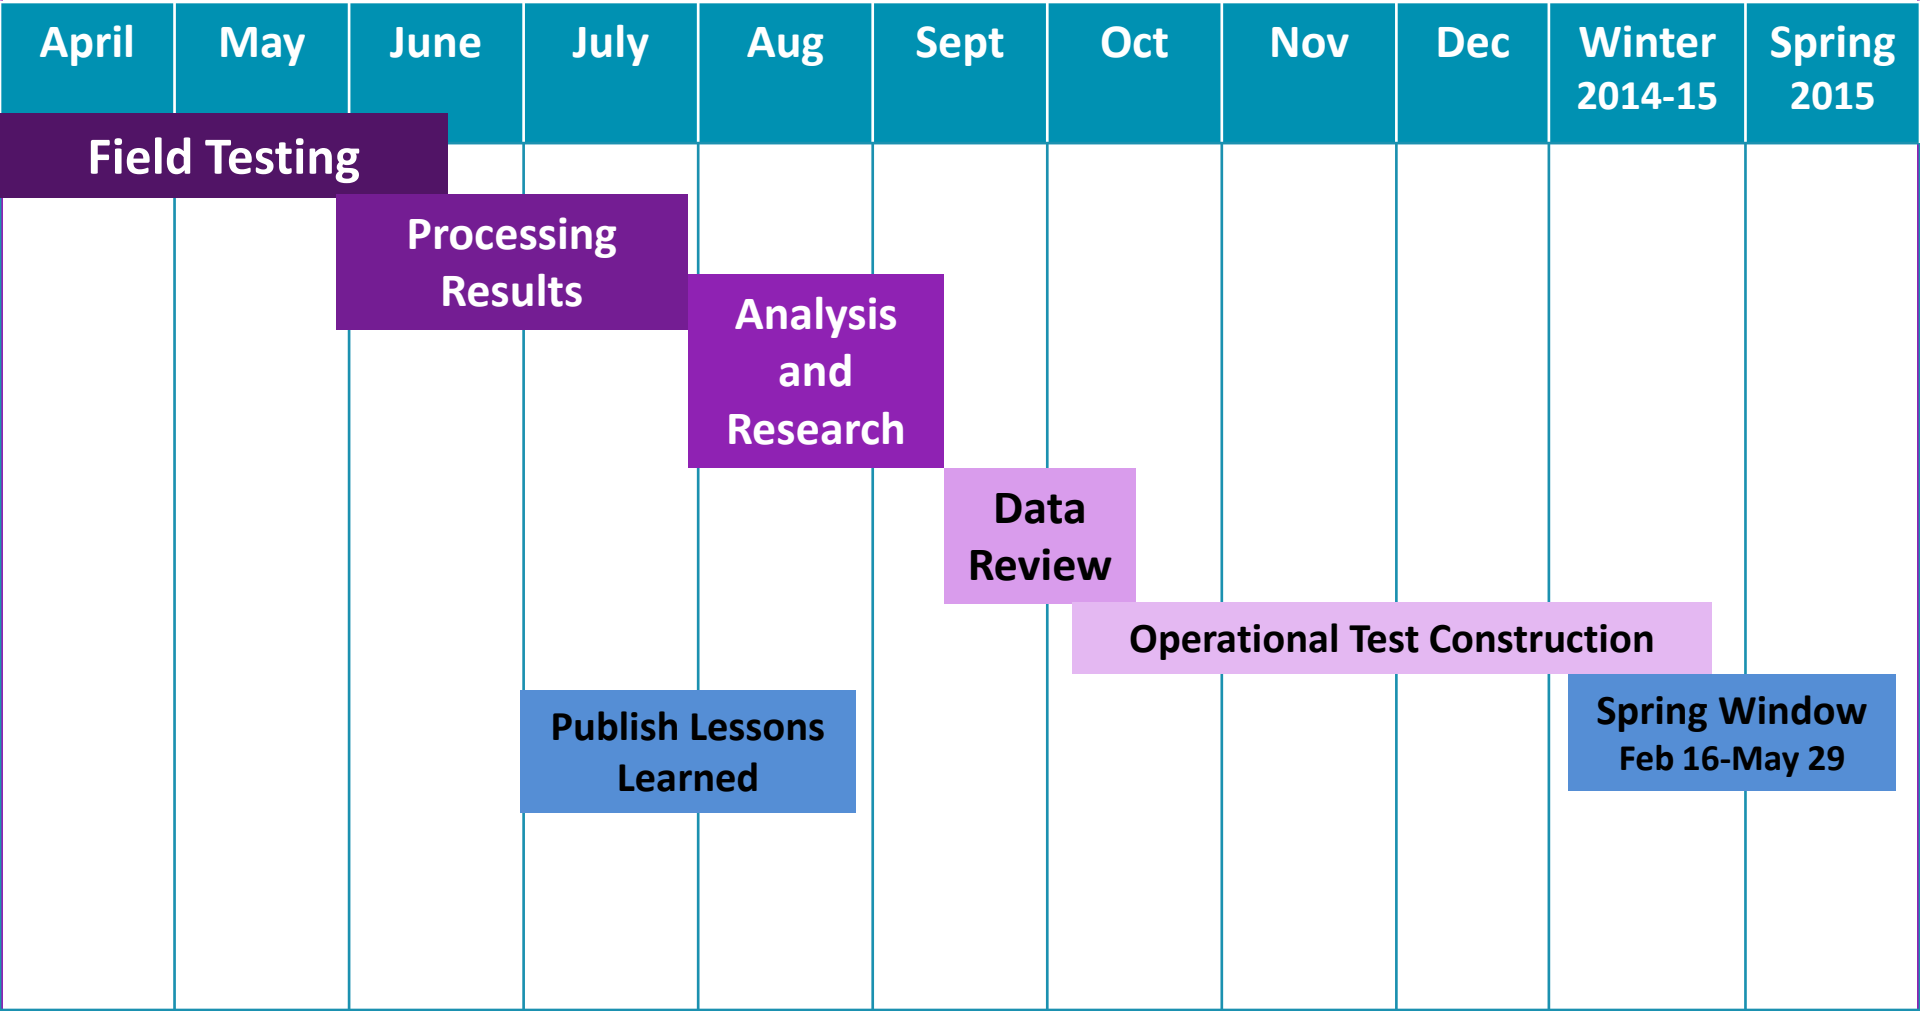 April May June July Aug Sept Oct Nov Dec Winter Spring
2014-15 2015
Field Testing
Processing
Results
Analysis
and
Research
Data
Review
Operational Test Construction
Publish Lessons
Learned
Spring Window
Feb 16-May 29